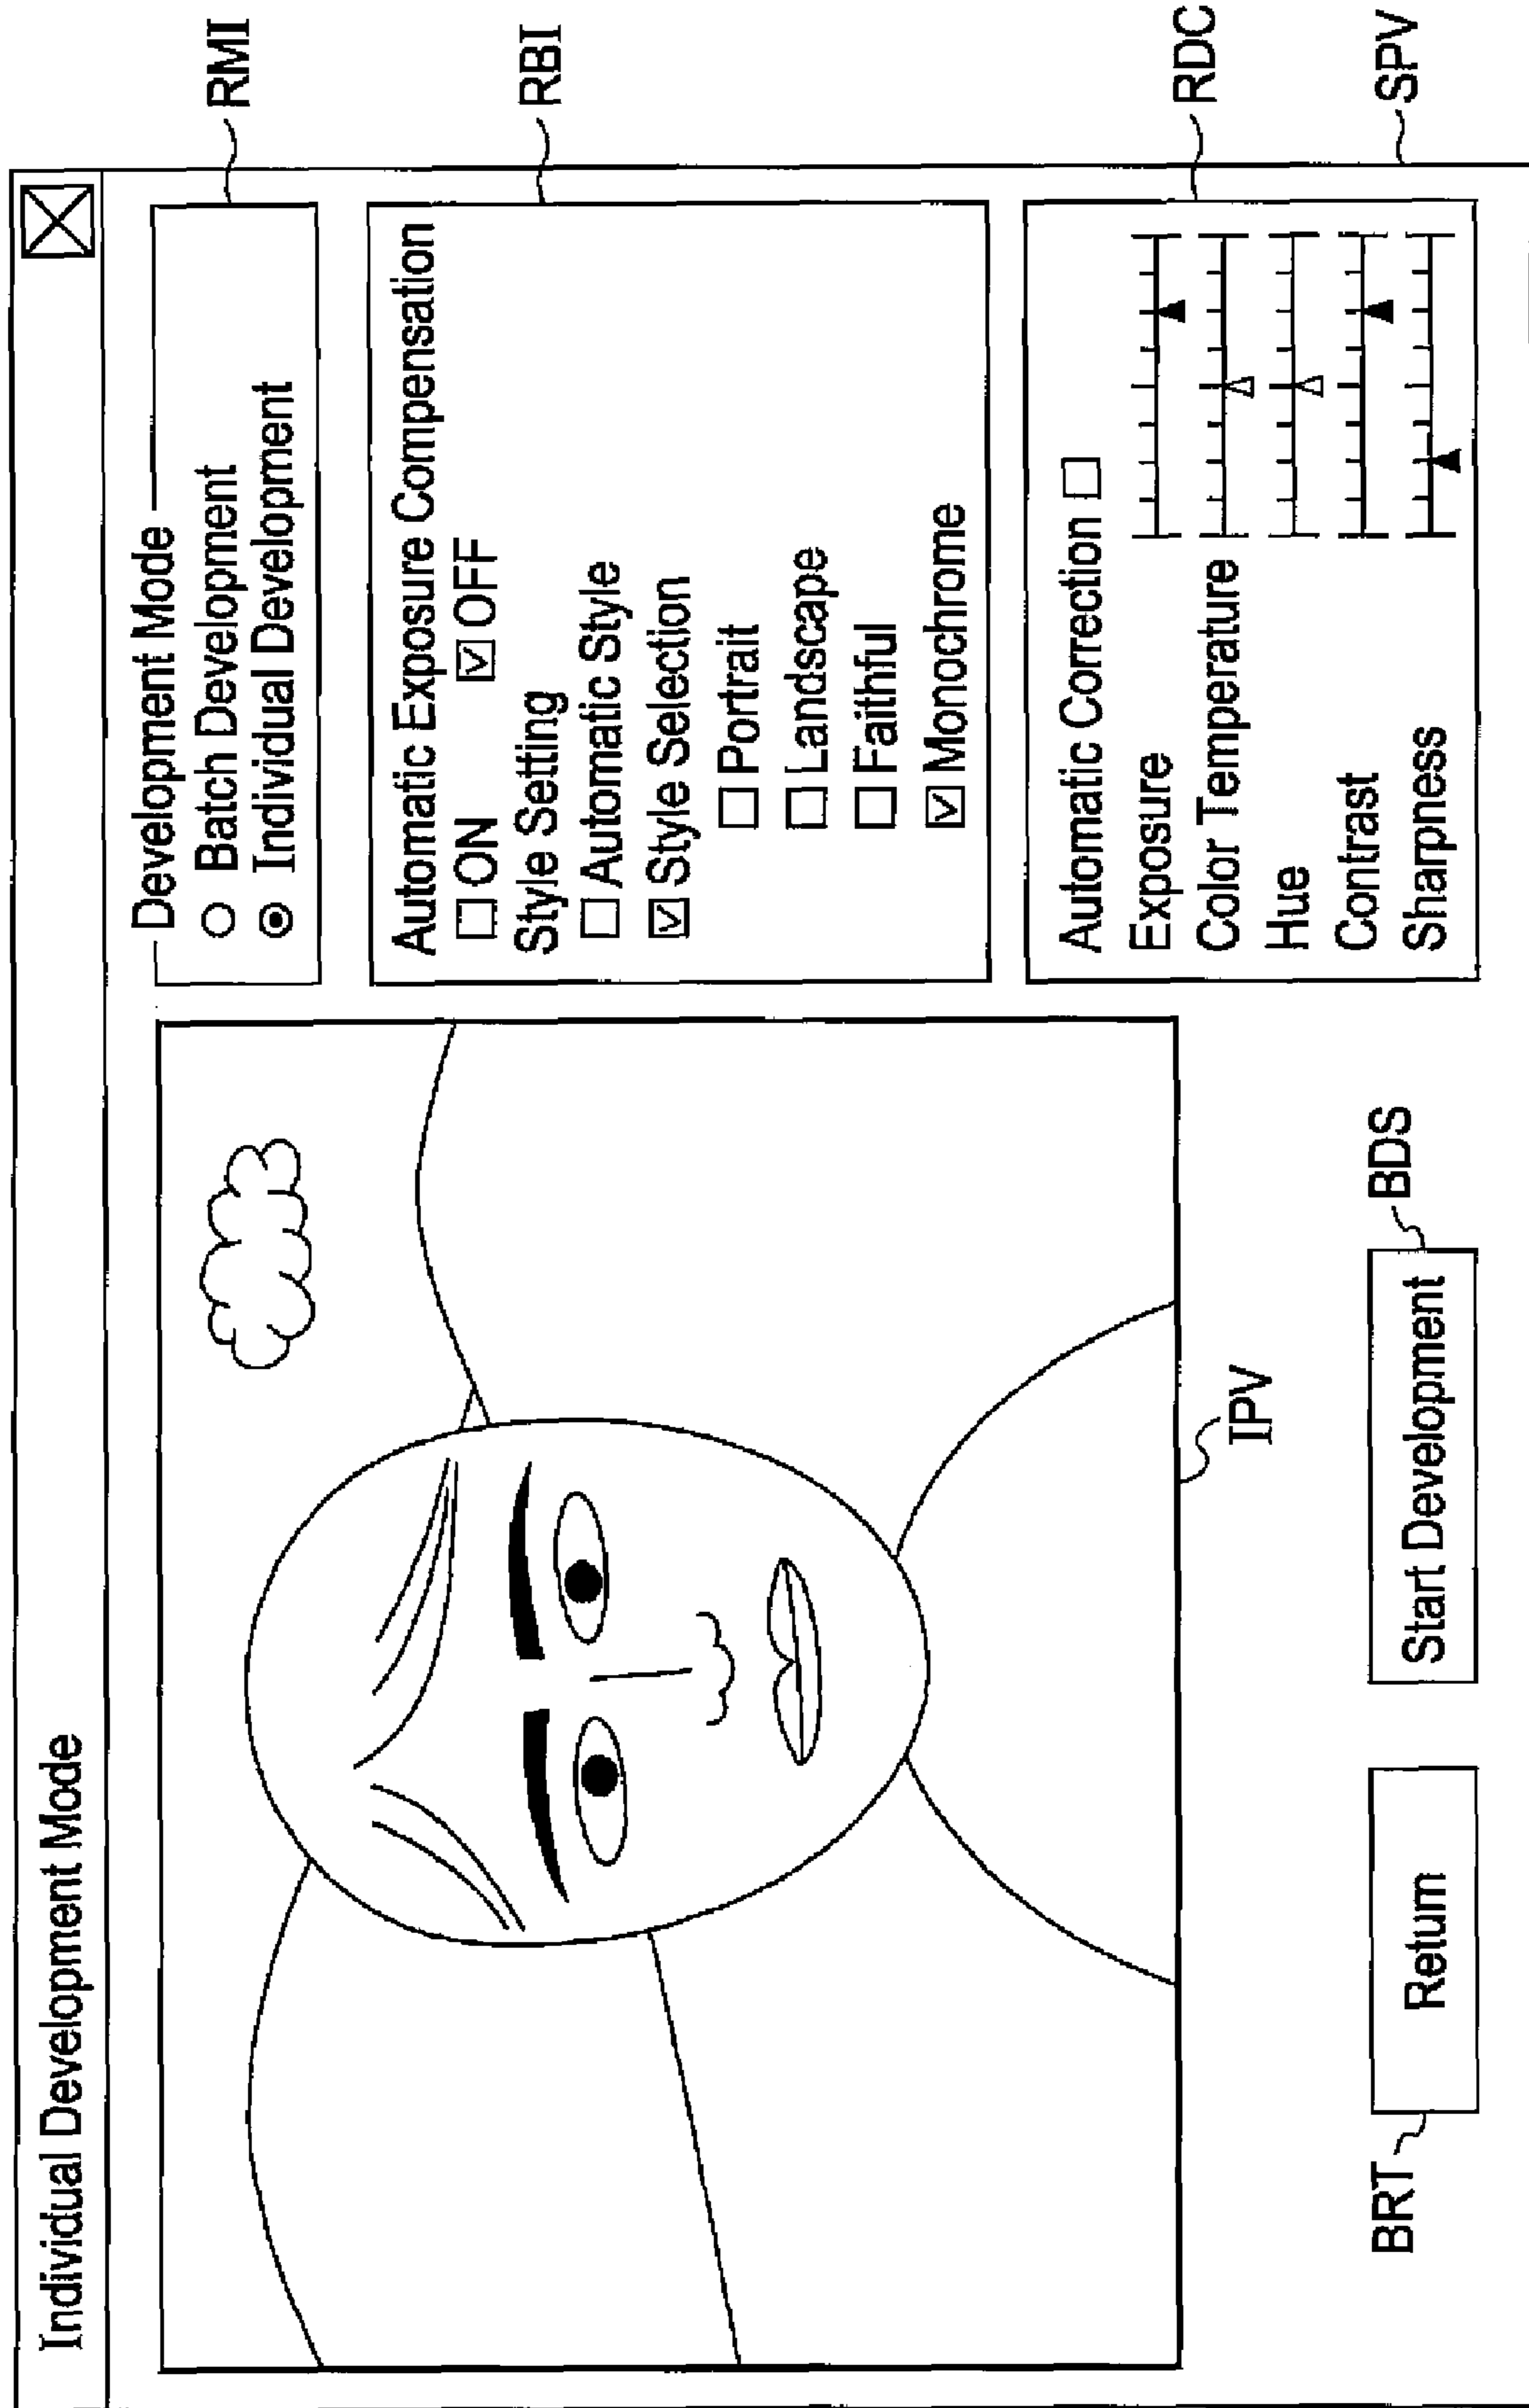 Individual Development Mode
Development Mode
Batch Development
Individual Development
RMI
Automatic Exposure Compensation
ON
OFF
Style Setting
Automatic Style
Style Selection
Portrait
Landscape
Faithful
Monochrome
RBI
Automatic Correction
Exposure
Color Temperature
Hue
Contrast
Sharpness
RDC
SPV
IPV
BRT
Return
Start Development
BDS